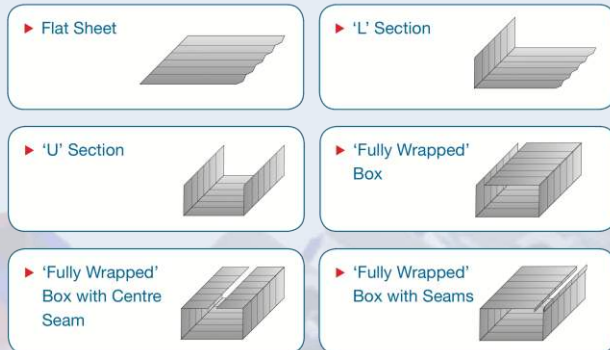 Flat Sheet
'L' Section
'U' Section
'Fully Wrapped'
Box
'Fully Wrapped'
Box with Centre
Seam
'Fully Wrapped'
Box with Seams